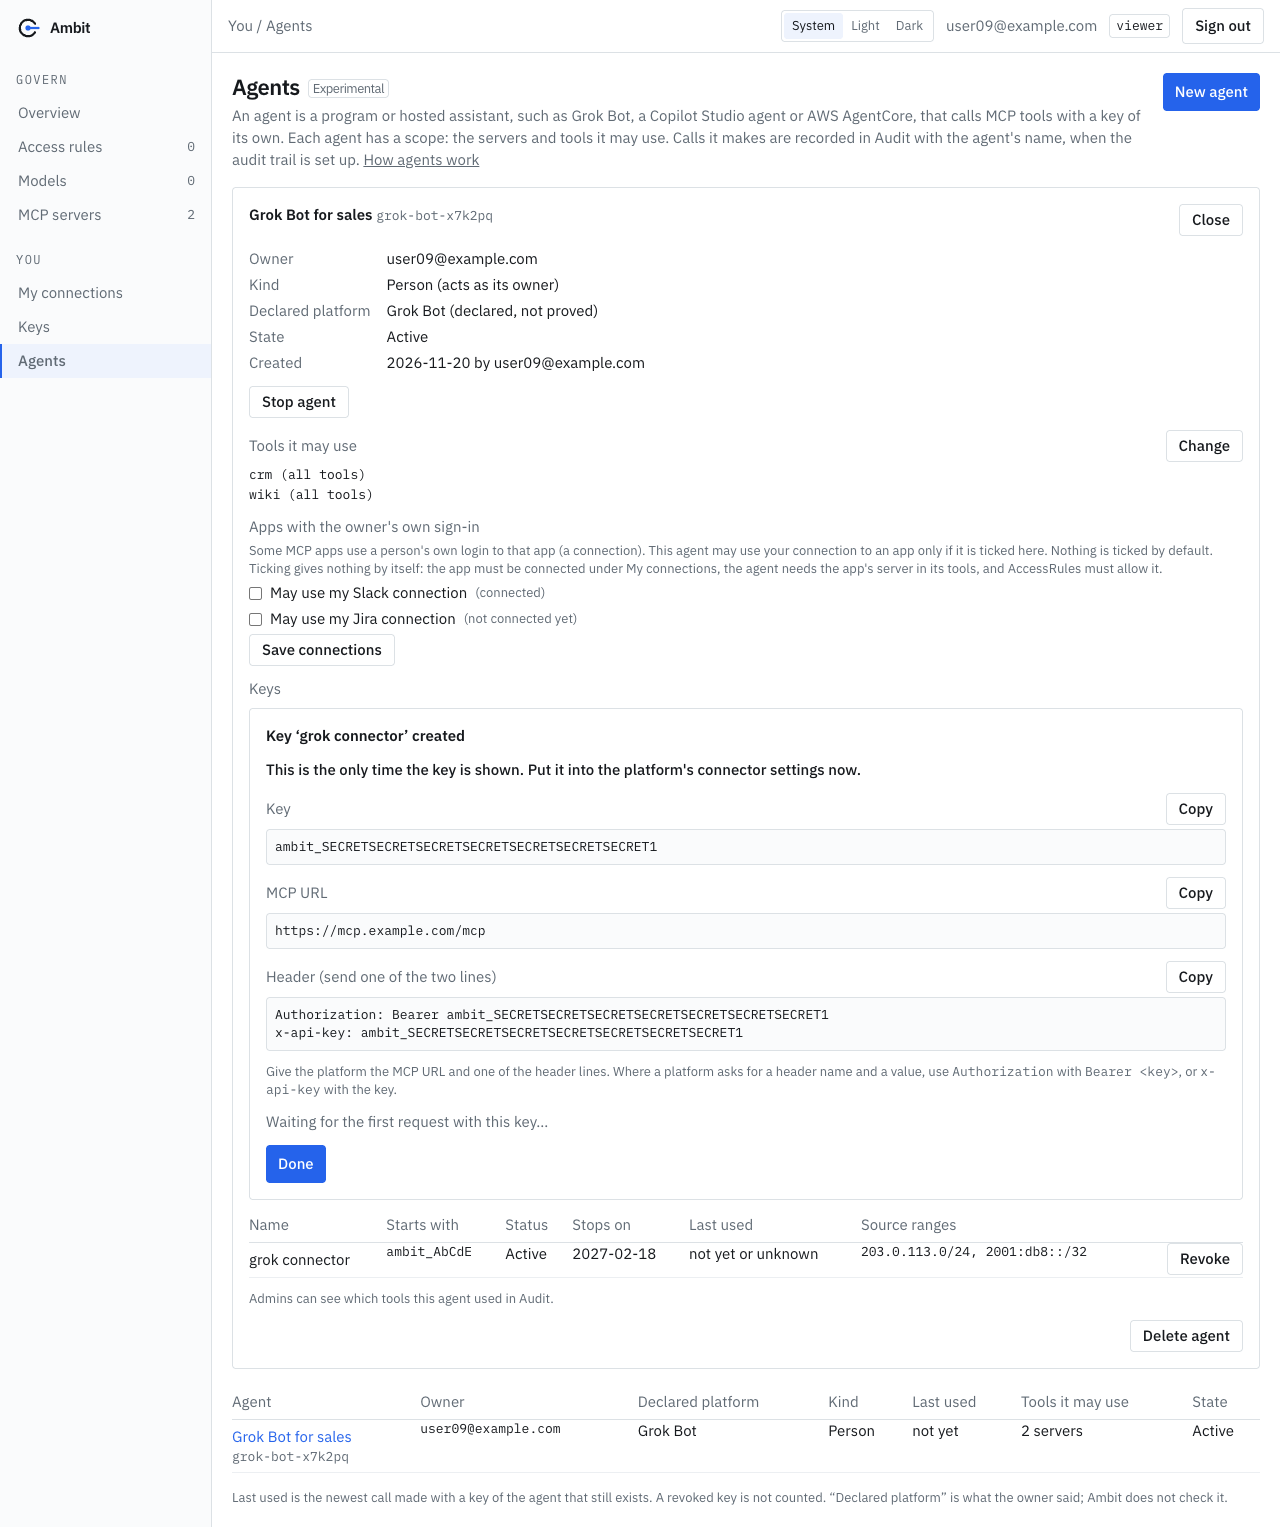 Ambit
You / Agents
System Light Dark
user09@example.com
viewer
Sign out
GOVERN
Overview
Access rules 0
Models 0
MCP servers 2
YOU
My connections
Keys
Agents
Agents Experimental
New agent
An agent is a program or hosted assistant, such as Grok Bot, a Copilot Studio agent or AWS AgentCore, that calls MCP tools with a key of
its own. Each agent has a scope: the servers and tools it may use. Calls it makes are recorded in Audit with the agent's name, when the
audit trail is set up. How agents work
Grok Bot for sales grok-bot-x7k2pq
Close
Owner user09@example.com
Kind Person (acts as its owner)
Declared platform Grok Bot (declared, not proved)
State Active
Created 2026-11-20 by user09@example.com
Stop agent
Tools it may use
Change
crm (all tools)
wiki (all tools)
Apps with the owner's own sign-in
Some MCP apps use a person's own login to that app (a connection). This agent may use your connection to an app only if it is ticked here. Nothing is ticked by default.
Ticking gives nothing by itself: the app must be connected under My connections, the agent needs the app's server in its tools, and AccessRules must allow it.
May use my Slack connection (connected)
May use my Jira connection (not connected yet)
Save connections
Keys
Key ‘grok connector’ created
This is the only time the key is shown. Put it into the platform's connector settings now.
Key
Copy
ambit_SECRETSECRETSECRETSECRETSECRETSECRETSECRET1
MCP URL
Copy
https://mcp.example.com/mcp
Header (send one of the two lines)
Copy
Authorization: Bearer ambit_SECRETSECRETSECRETSECRETSECRETSECRETSECRET1
x-api-key: ambit_SECRETSECRETSECRETSECRETSECRETSECRETSECRET1
Give the platform the MCP URL and one of the header lines. Where a platform asks for a header name and a value, use Authorization with Bearer <key>, or x-
api-key with the key.
Waiting for the first request with this key…
Done
Name Starts with Status Stops on Last used Source ranges
grok connector ambit_AbCdE Active 2027-02-18 not yet or unknown 203.0.113.0/24, 2001:db8::/32 Revoke
Admins can see which tools this agent used in Audit.
Delete agent
Agent Owner Declared platform Kind Last used Tools it may use State
Grok Bot for sales user09@example.com Grok Bot Person not yet 2 servers Active
grok-bot-x7k2pq
Last used is the newest call made with a key of the agent that still exists. A revoked key is not counted. “Declared platform” is what the owner said; Ambit does not check it.